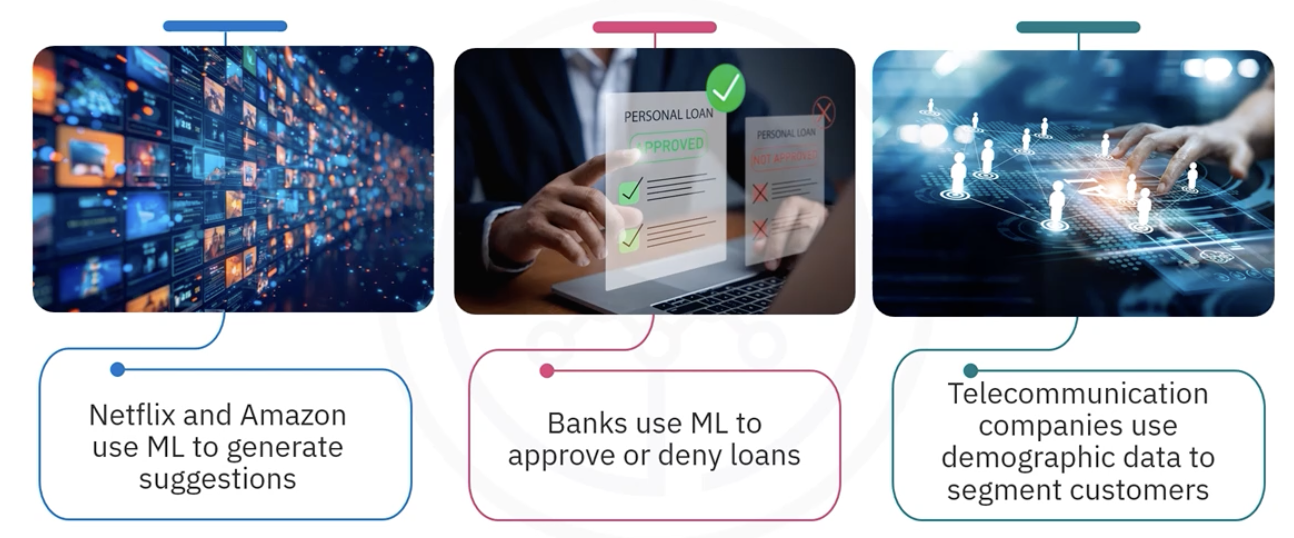 PERSONAL LOAN
APPROVED
PERSONAL LOAN
NOT APPROVED
Netflix and Amazon
use ML to generate
suggestions
Banks use ML to
approve or deny loans
Telecommunication
companies use
demographic data to
segment customers